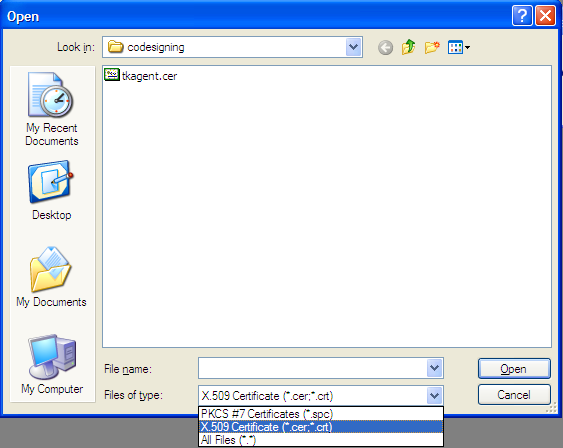 Open
Look in:
codesigning
tkagent.cer
My Recent
Documents
Desktop
My Documents
My Computer
File name:
Open
Files of type:
X.509 Certificate (*.cer;*.crt)
Cancel
PKCS #7 Certificates (*.spc)
X.509 Certificate (*.cer;*.crt)
All Files (*.*)